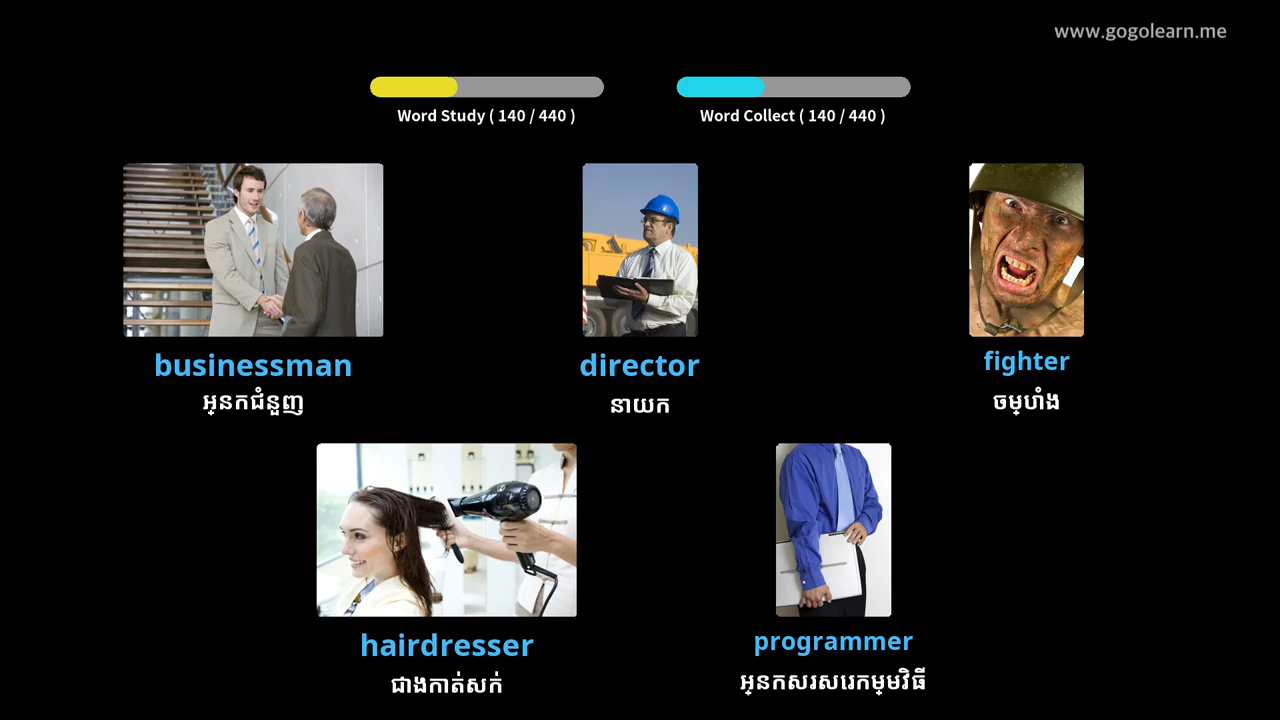 www.gogolearn.me
Word Study ( 140 / 440 )
Word Collect ( 140 / 440 )
businessman
director
fighter
អ្នកជំនួញ
នាយក
ចម្បាំង
hairdresser
programmer
ជាងកាត់សក់
អ្នកសរសេរកម្មវិធី